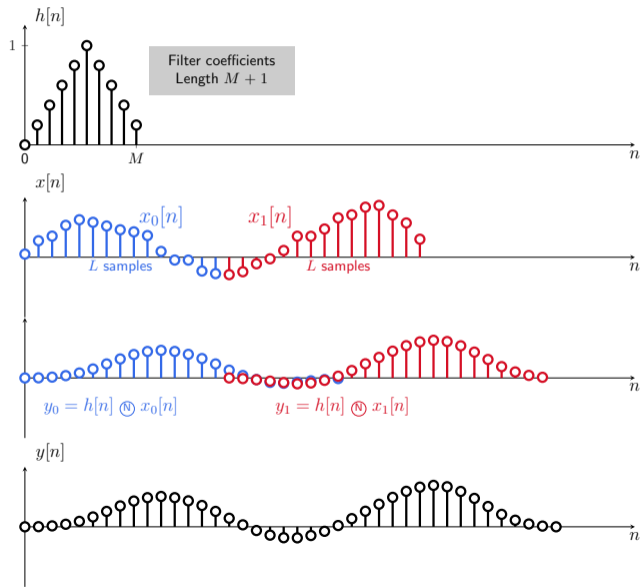 h[n]
1
Filter coefficients
Length M + 1
0
M
n
x[n]
x₀[n]
x₁[n]
L samples
L samples
n
y₀ = h[n] Ⓝ x₀[n]
y₁ = h[n] Ⓝ x₁[n]
n
y[n]
n